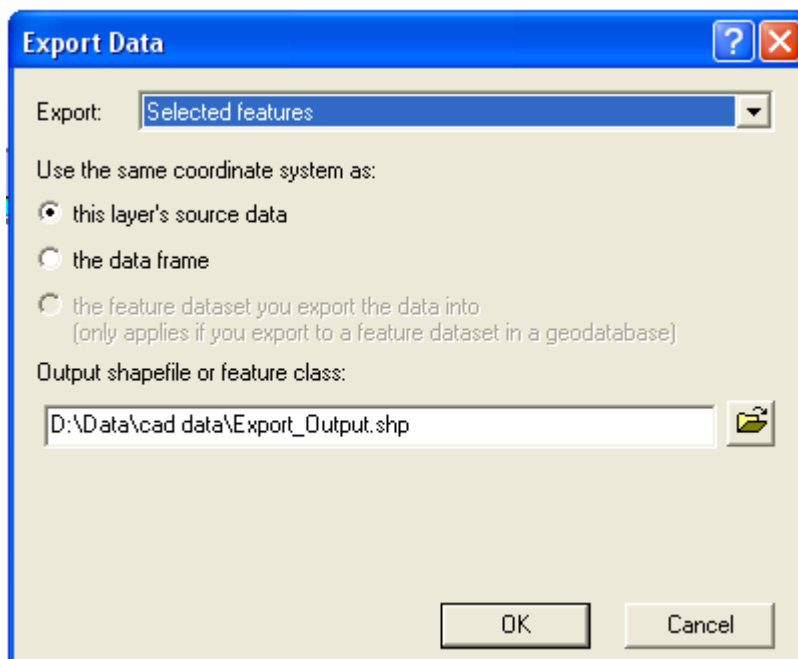 Export Data
Export: Selected features
Use the same coordinate system as:
this layer's source data
the data frame
the feature dataset you export the data into
(only applies if you export to a feature dataset in a geodatabase)
Output shapefile or feature class:
D:\Data\cad data\Export_Output.shp
OK Cancel